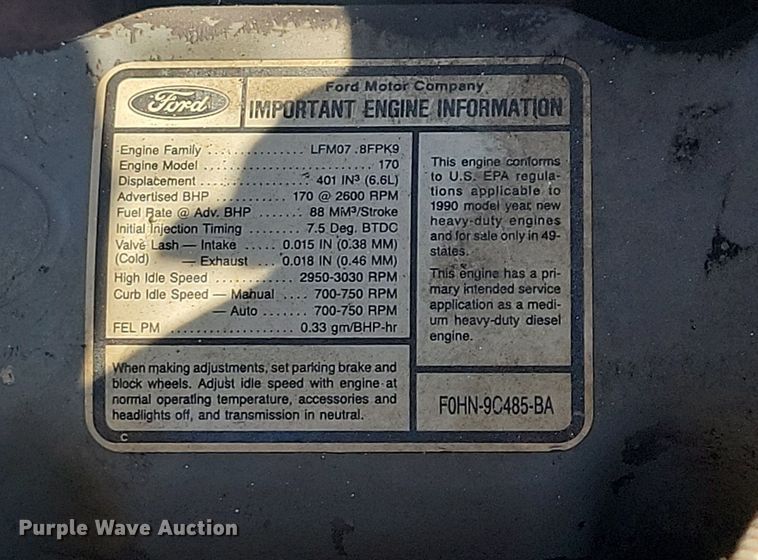 Ford
Ford Motor Company
IMPORTANT ENGINE INFORMATION
Engine Family .................... LFM07 .8FPK9
Engine Model .................... 170
Displacement .................... 401 IN³ (6.6L)
Advertised BHP .................... 170 @ 2600 RPM
Fuel Rate @ Adv. BHP .................... 88 MM³/Stroke
Initial Injection Timing .................... 7.5 Deg. BTDC
Valve Lash — Intake .................... 0.015 IN (0.38 MM)
(Cold) — Exhaust .................... 0.018 IN (0.46 MM)
High Idle Speed .................... 2950-3030 RPM
Curb Idle Speed — Manual .................... 700-750 RPM
— Auto .................... 700-750 RPM
FEL PM .................... 0.33 gm/BHP-hr
When making adjustments, set parking brake and
block wheels. Adjust idle speed with engine at
normal operating temperature, accessories and
headlights off, and transmission in neutral.
This engine conforms
to U.S. EPA regula-
tions applicable to
1990 model year new
heavy-duty engines
and for sale only in 49-
states.
This engine has a pri-
mary intended service
application as a medi-
um heavy-duty diesel
engine.
F0HN-9C485-BA
C
Purple Wave Auction